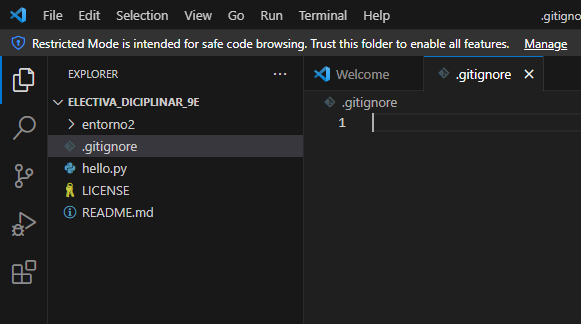 File Edit Selection View Go Run Terminal Help .gitigno
Restricted Mode is intended for safe code browsing. Trust this folder to enable all features. Manage
EXPLORER ···
Welcome .gitignore
ELECTIVA_DICIPLINAR_9E
.gitignore
entorno2
1
.gitignore
hello.py
LICENSE
README.md